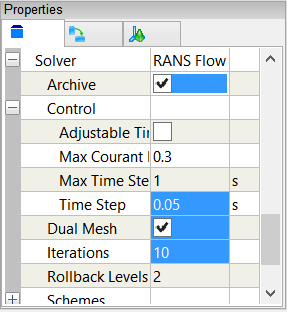 Properties
Solver RANS Flow
Archive
Control
Adjustable Ti
Max Courant
0.3
Max Time Ste 1 s
Time Step 0.05 s
Dual Mesh
Iterations 10
Rollback Levels 2
Schemes